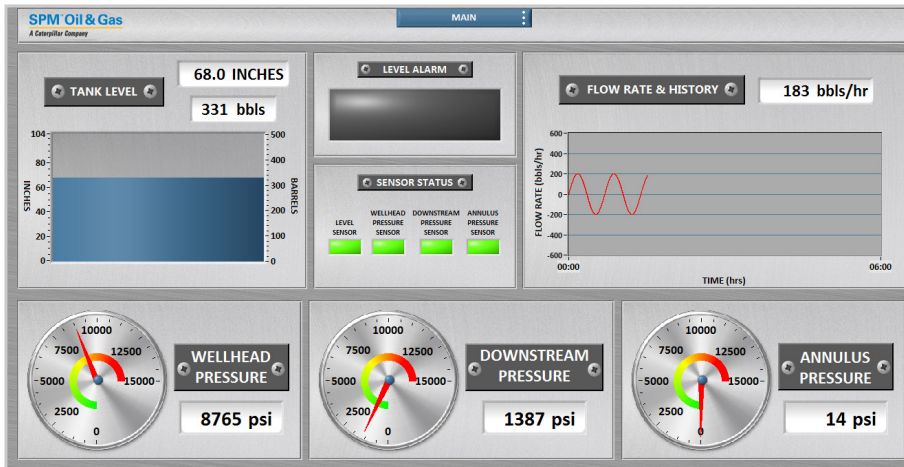 SPM Oil & Gas
A Caterpillar Company
MAIN
TANK LEVEL
68.0 INCHES
331 bbls
104
80
60
40
20
0
INCHES
500
400
300
200
100
0
BARRELS
LEVEL ALARM
SENSOR STATUS
LEVEL
SENSOR
WELLHEAD
PRESSURE
SENSOR
DOWNSTREAM
PRESSURE
SENSOR
ANNULUS
PRESSURE
SENSOR
FLOW RATE & HISTORY
183 bbls/hr
FLOW RATE (bbls/hr)
600
400
200
0
-200
-400
-600
00:00
06:00
TIME (hrs)
0
2500
5000
7500
10000
12500
15000
WELLHEAD
PRESSURE
8765 psi
0
2500
5000
7500
10000
12500
15000
DOWNSTREAM
PRESSURE
1387 psi
0
2500
5000
7500
10000
12500
15000
ANNULUS
PRESSURE
14 psi